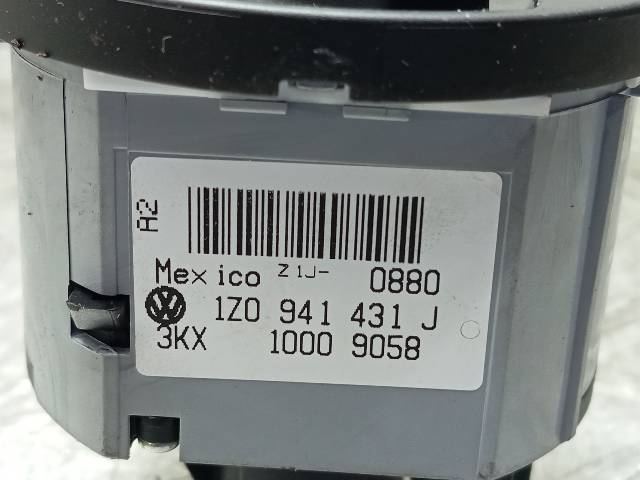 A2
Mexico Z1J- 0880
1Z0 941 431 J
3KX 1000 9058